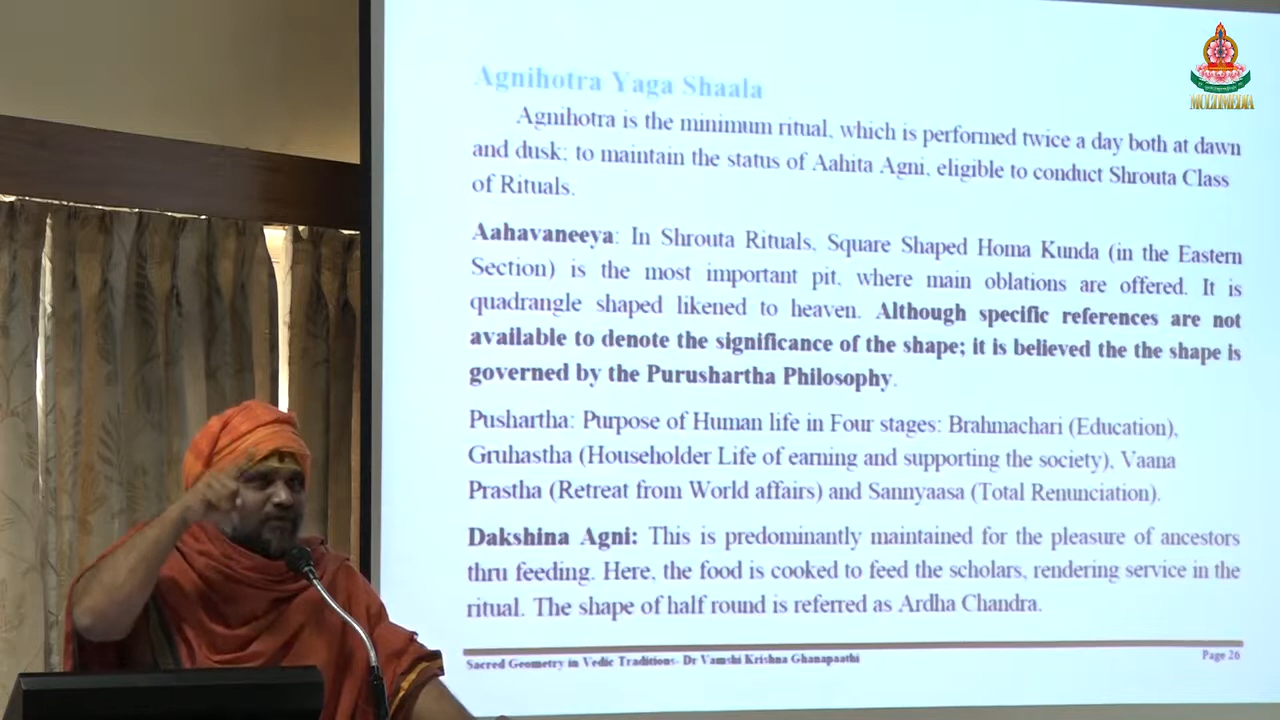 MULTIMEDIA
Agnihotra Yaga Shaala
Agnihotra is the minimum ritual, which is performed twice a day both at dawn
and dusk; to maintain the status of Aahita Agni, eligible to conduct Shrouta Class
of Rituals.
Aahavaneeya: In Shrouta Rituals, Square Shaped Homa Kunda (in the Eastern
Section) is the most important pit, where main oblations are offered. It is
quadrangle shaped likened to heaven. Although specific references are not
available to denote the significance of the shape; it is believed the the shape is
governed by the Purushartha Philosophy.
Pushartha: Purpose of Human life in Four stages: Brahmachari (Education),
Gruhastha (Householder Life of earning and supporting the society), Vaana
Prastha (Retreat from World affairs) and Sannyaasa (Total Renunciation).
Dakshina Agni: This is predominantly maintained for the pleasure of ancestors
thru feeding. Here, the food is cooked to feed the scholars, rendering service in the
ritual. The shape of half round is referred as Ardha Chandra.
Sacred Geometry in Vedic Traditions- Dr Vamshi Krishna Ghanapaathi
Page 26